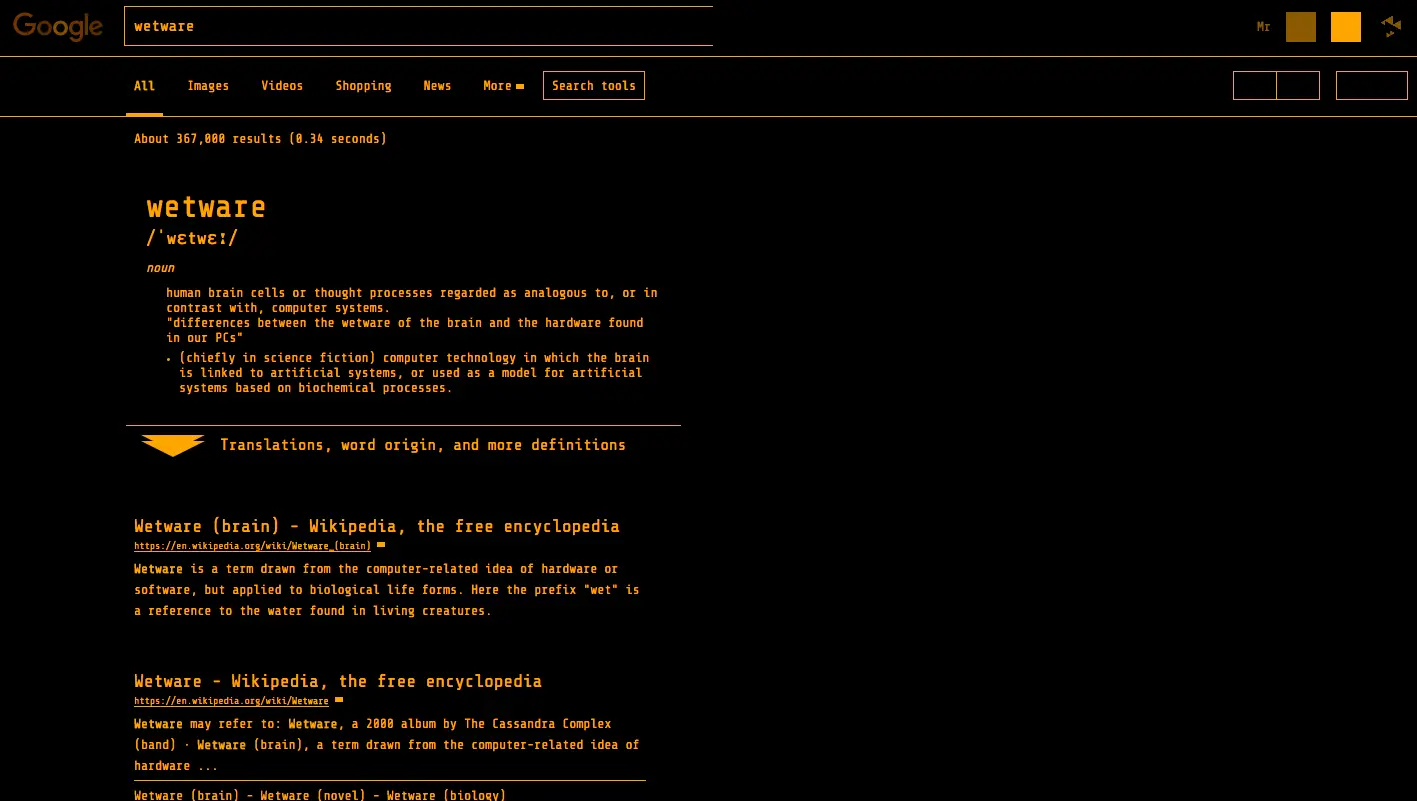 Google
wetware
Mr
All Images Videos Shopping News More Search tools
About 367,000 results (0.34 seconds)
wetware
/ˈwɛtwɛː/
noun
human brain cells or thought processes regarded as analogous to, or in
contrast with, computer systems.
"differences between the wetware of the brain and the hardware found
in our PCs"
• (chiefly in science fiction) computer technology in which the brain
is linked to artificial systems, or used as a model for artificial
systems based on biochemical processes.
Translations, word origin, and more definitions
Wetware (brain) - Wikipedia, the free encyclopedia
https://en.wikipedia.org/wiki/Wetware_(brain)
Wetware is a term drawn from the computer-related idea of hardware or
software, but applied to biological life forms. Here the prefix "wet" is
a reference to the water found in living creatures.
Wetware - Wikipedia, the free encyclopedia
https://en.wikipedia.org/wiki/Wetware
Wetware may refer to: Wetware, a 2000 album by The Cassandra Complex
(band) · Wetware (brain), a term drawn from the computer-related idea of
hardware ...
Wetware (brain) - Wetware (novel) - Wetware (biology)